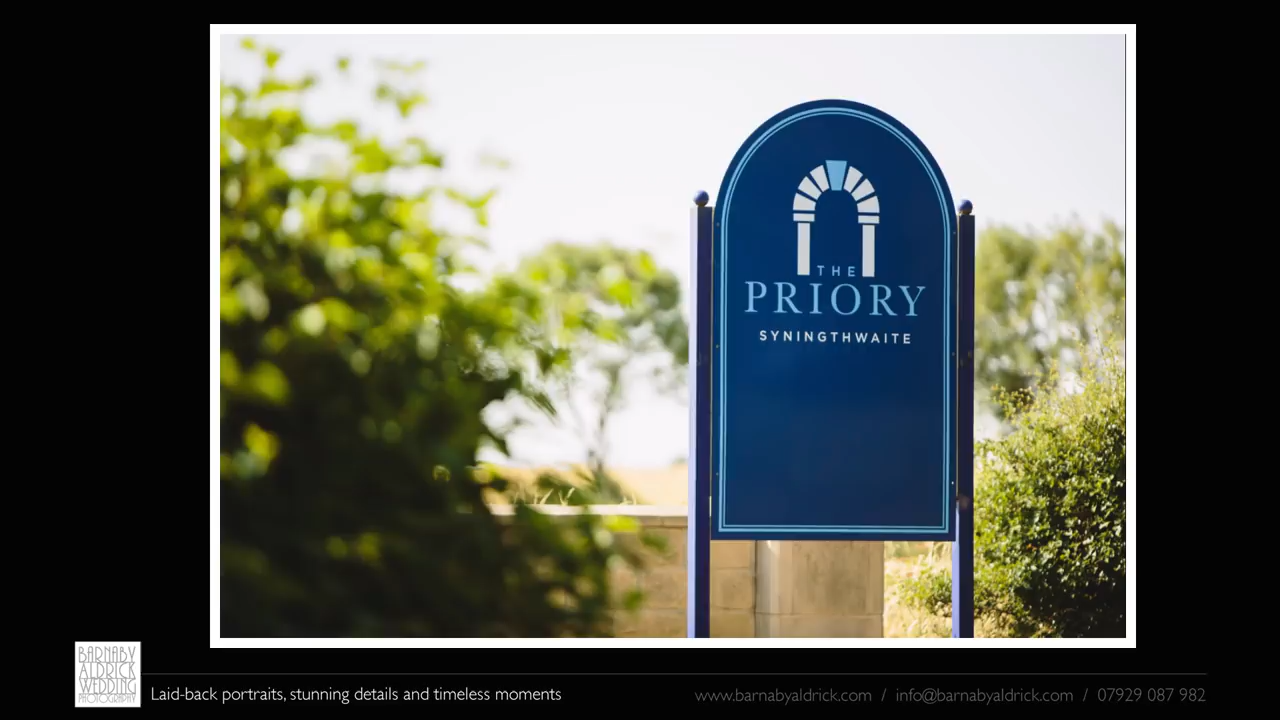 THE
PRIORY
SYNINGTHWAITE
BARNABY
ALDRICK
WEDDING
PHOTOGRAPHY
Laid-back portraits, stunning details and timeless moments
www.barnabyaldrick.com / info@barnabyaldrick.com / 07929 087 982